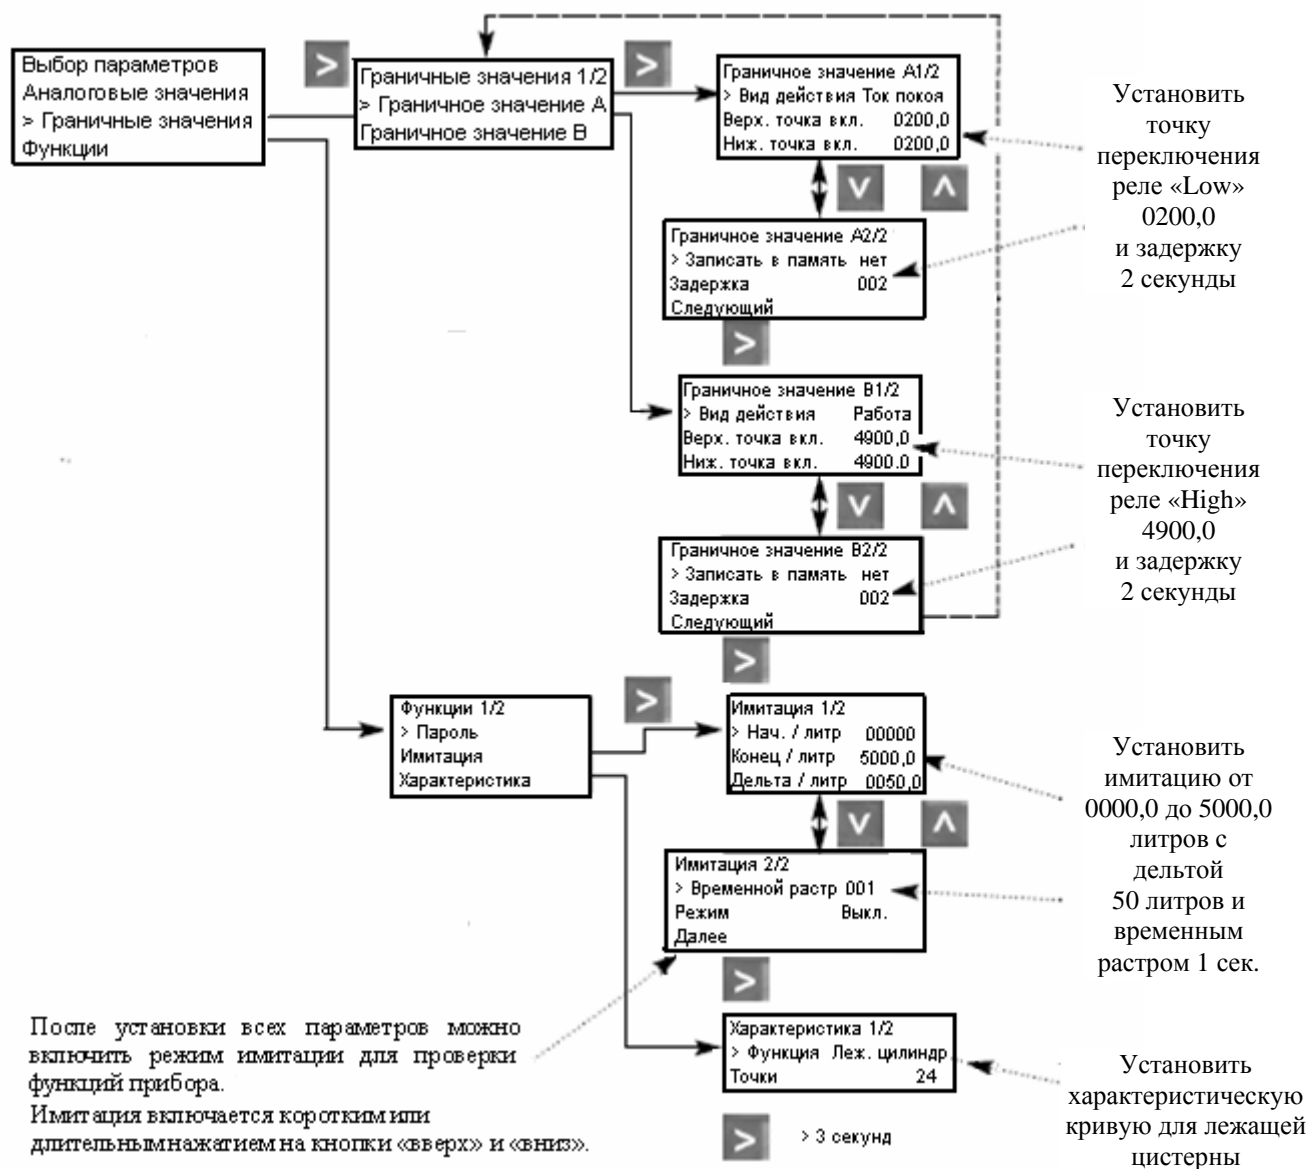 Выбор параметров
Аналоговые значения
> Граничные значения
Функции
>
Граничные значения 1/2
> Граничное значение А
Граничное значение В
>
Граничное значение А1/2
> Вид действия Ток покоя
Верх. точка вкл. 0200,0
Ниж. точка вкл. 0200,0
Установить
точку
переключения
реле «Low»
0200,0
и задержку
2 секунды
Граничное значение А2/2
> Записать в память нет
Задержка 002
Следующий
>
Граничное значение В1/2
> Вид действия Работа
Верх. точка вкл. 4900,0
Ниж. точка вкл. 4900.0
Установить
точку
переключения
реле «High»
4900,0
и задержку
2 секунды
Граничное значение В2/2
> Записать в память нет
Задержка 002
Следующий
>
Функции 1/2
> Пароль
Имитация
Характеристика
>
Имитация 1/2
> Нач. / литр 00000
Конец / литр 5000,0
Дельта / литр 0050,0
Установить
имитацию от
0000,0 до 5000,0
литров с
дельтой
50 литров и
временным
растром 1 сек.
Имитация 2/2
> Временной растр 001
Режим Выкл.
Далее
>
После установки всех параметров можно
включить режим имитации для проверки
функций прибора.
Имитация включается коротким или
длительнымнажатием на кнопки «вверх» и «вниз».
Характеристика 1/2
> Функция Леж. цилиндр
Точки 24
Установить
характеристическую
кривую для лежащей
цистерны
>
> 3 секунд